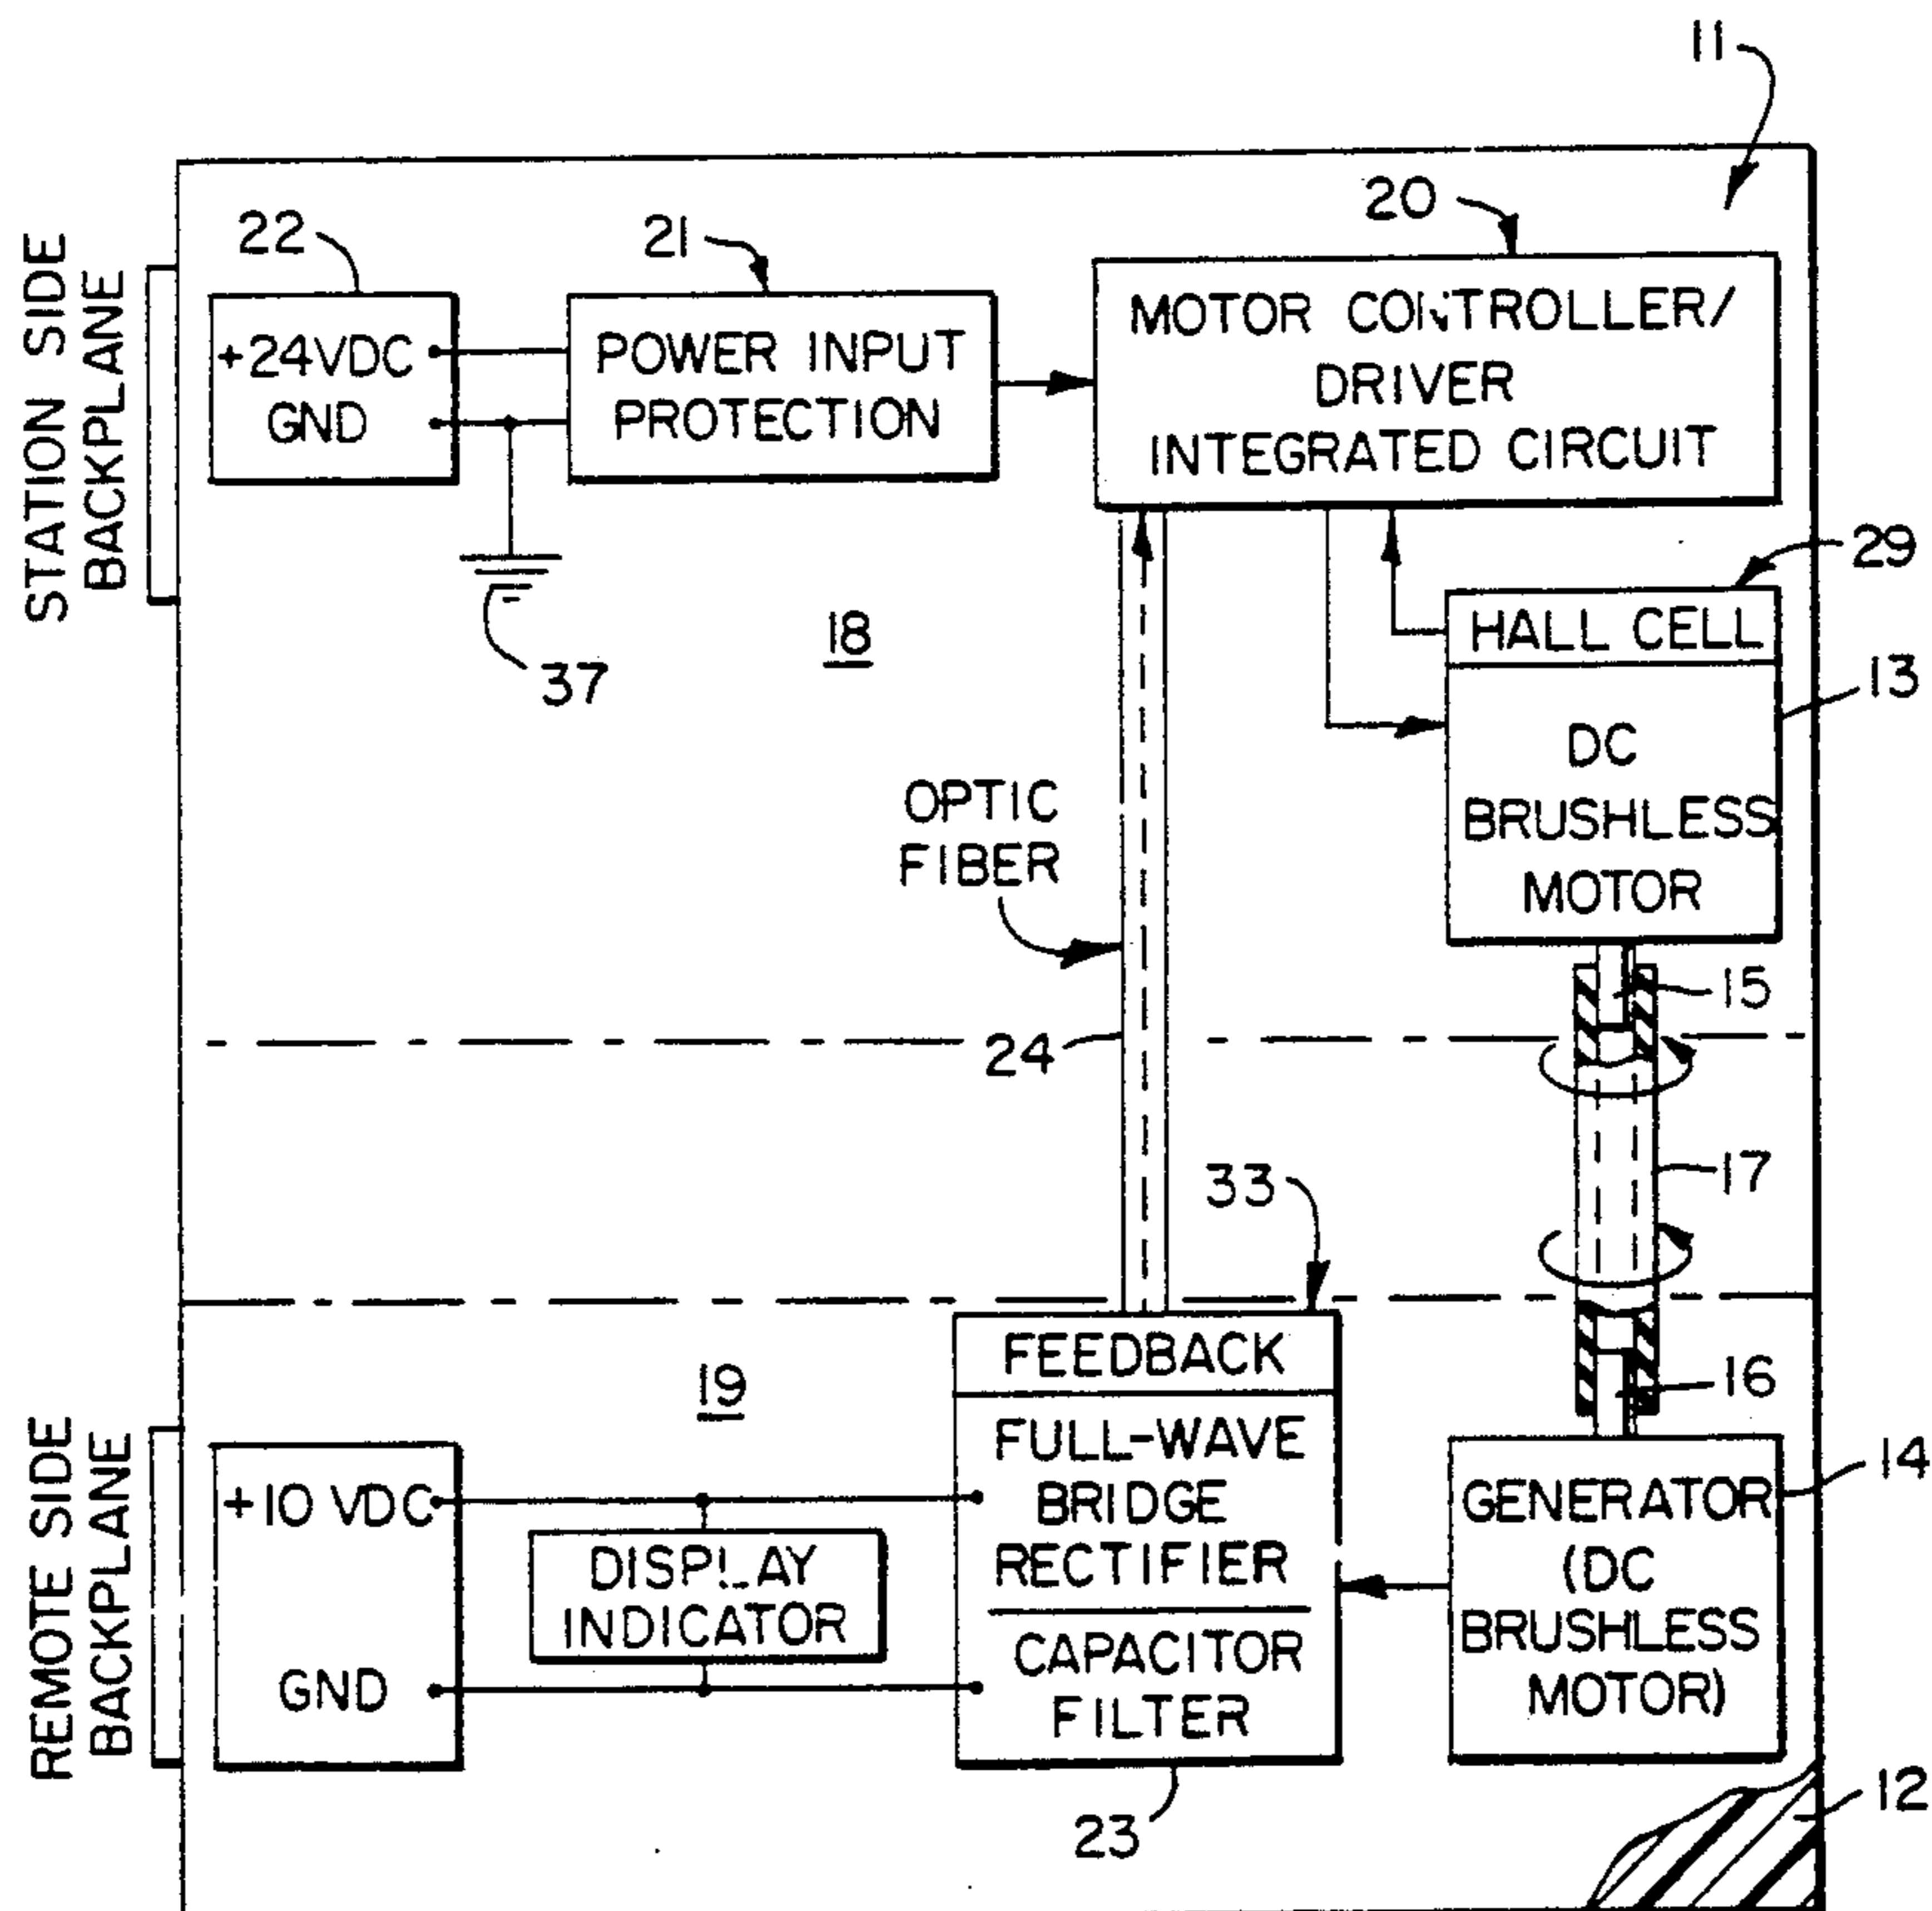 11
STATION SIDE
BACKPLANE
22
+24VDC
GND
21
POWER INPUT
PROTECTION
20
MOTOR CONTROLLER/
DRIVER
INTEGRATED CIRCUIT
37
18
29
HALL CELL
13
DC
BRUSHLESS
MOTOR
OPTIC
FIBER
24
15
17
33
16
REMOTE SIDE
BACKPLANE
19
+10 VDC
GND
DISPLAY
INDICATOR
FEEDBACK
FULL-WAVE
BRIDGE
RECTIFIER
CAPACITOR
FILTER
23
14
GENERATOR
(DC
BRUSHLESS
MOTOR)
12